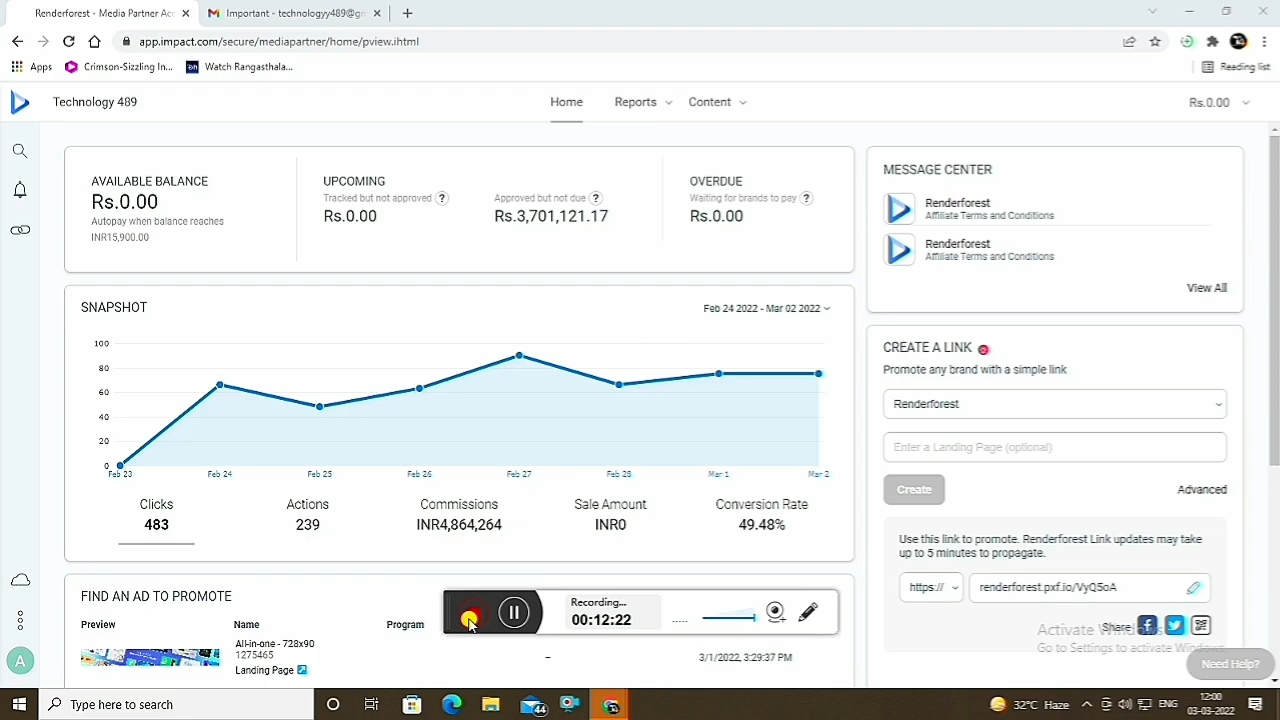 Renderforest - Media Partner Acc
Important - technologyy489@gm
app.impact.com/secure/mediapartner/home/pview.ihtml
Apps
Crimson-Sizzling In...
Watch Rangasthala...
Reading list
Technology 489
Home
Reports
Content
Rs.0.00
AVAILABLE BALANCE
Rs.0.00
Autopay when balance reaches
INR15,900.00
UPCOMING
Tracked but not approved ?
Rs.0.00
Approved but not due ?
Rs.3,701,121.17
OVERDUE
Waiting for brands to pay ?
Rs.0.00
MESSAGE CENTER
Renderforest
Affiliate Terms and Conditions
Renderforest
Affiliate Terms and Conditions
View All
SNAPSHOT
Feb 24 2022 - Mar 02 2022
100
80
60
40
20
0
Feb 23 Feb 24 Feb 25 Feb 26 Feb 27 Feb 28 Mar 1 Mar 2
Clicks
483
Actions
239
Commissions
INR4,864,264
Sale Amount
INR0
Conversion Rate
49.48%
CREATE A LINK
Promote any brand with a simple link
Renderforest
Enter a Landing Page (optional)
Create
Advanced
Use this link to promote. Renderforest Link updates may take
up to 5 minutes to propagate.
https://
renderforest.pxf.io/VyQ5oA
Share:
FIND AN AD TO PROMOTE
Preview
Name
Program
All-in-one - 728x90
1275465
Landing Page
–
3/1/2022, 3:29:37 PM
Recording...
00:12:22
Activate Windows
Go to Settings to activate Windows.
Need Help?
A
Type here to search
44
32°C Haze
ENG
12:00
03-03-2022